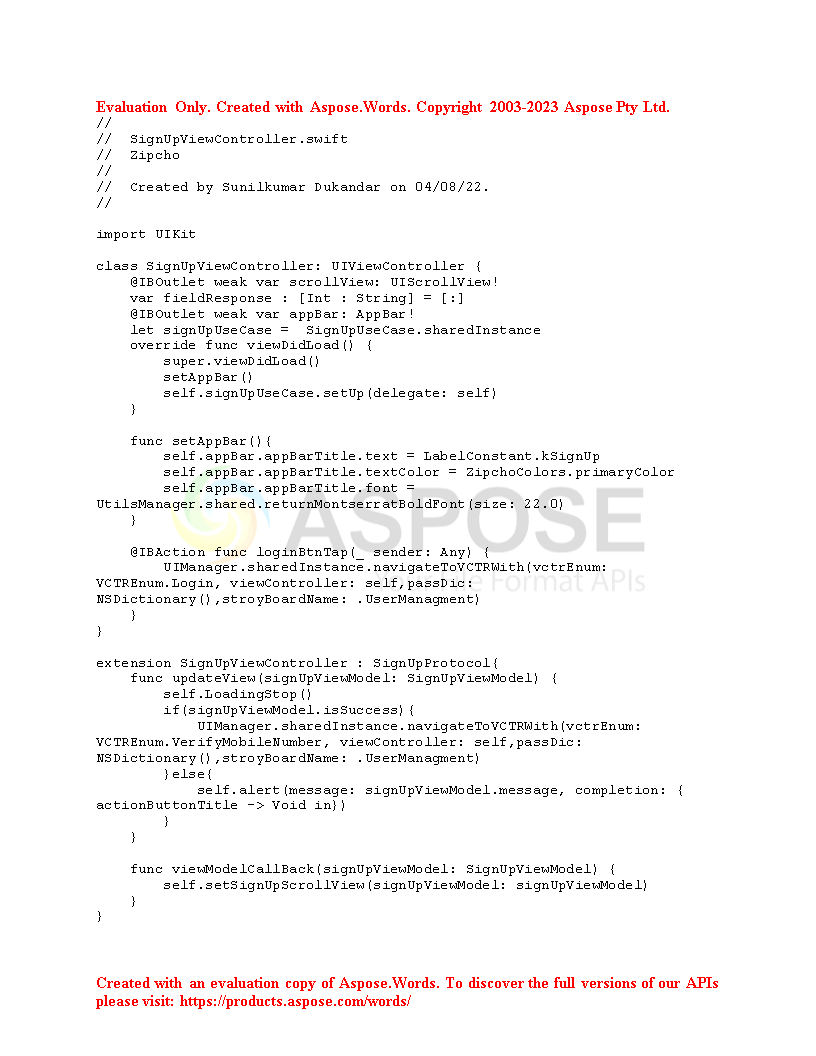 Evaluation Only. Created with Aspose.Words. Copyright 2003-2023 Aspose Pty Ltd.
//
//  SignUpViewController.swift
//  Zipcho
//
//  Created by Sunilkumar Dukandar on 04/08/22.
//

import UIKit

class SignUpViewController: UIViewController {
    @IBOutlet weak var scrollView: UIScrollView!
    var fieldResponse : [Int : String] = [:]
    @IBOutlet weak var appBar: AppBar!
    let signUpUseCase =  SignUpUseCase.sharedInstance
    override func viewDidLoad() {
        super.viewDidLoad()
        setAppBar()
        self.signUpUseCase.setUp(delegate: self)
    }

    func setAppBar(){
        self.appBar.appBarTitle.text = LabelConstant.kSignUp
        self.appBar.appBarTitle.textColor = ZipchoColors.primaryColor
        self.appBar.appBarTitle.font =
UtilsManager.shared.returnMontserratBoldFont(size: 22.0)
    }
ASPOSE

    @IBAction func loginBtnTap(_ sender: Any) {
        UIManager.sharedInstance.navigateToVCTRWith(vctrEnum:
VCTREnum.Login, viewController: self,passDic:
Format APIs
NSDictionary(),stroyBoardName: .UserManagment)
    }
}

extension SignUpViewController : SignUpProtocol{
    func updateView(signUpViewModel: SignUpViewModel) {
        self.LoadingStop()
        if(signUpViewModel.isSuccess){
            UIManager.sharedInstance.navigateToVCTRWith(vctrEnum:
VCTREnum.VerifyMobileNumber, viewController: self,passDic:
NSDictionary(),stroyBoardName: .UserManagment)
        }else{
            self.alert(message: signUpViewModel.message, completion: {
actionButtonTitle -> Void in})
        }
    }

    func viewModelCallBack(signUpViewModel: SignUpViewModel) {
        self.setSignUpScrollView(signUpViewModel: signUpViewModel)
    }
}

Created with an evaluation copy of Aspose.Words. To discover the full versions of our APIs
please visit: https://products.aspose.com/words/